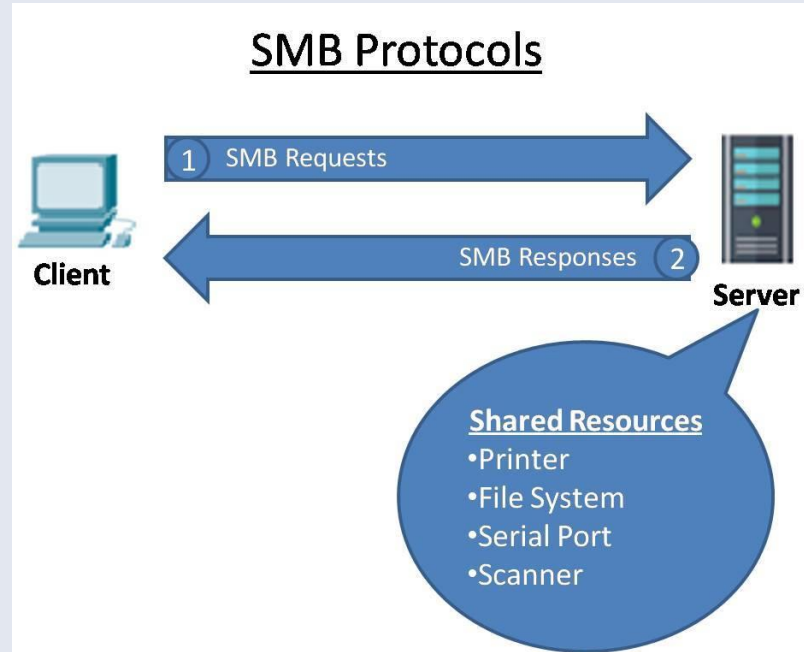 SMB Protocols
1 SMB Requests
SMB Responses 2
Client
Server
Shared Resources
•Printer
•File System
•Serial Port
•Scanner